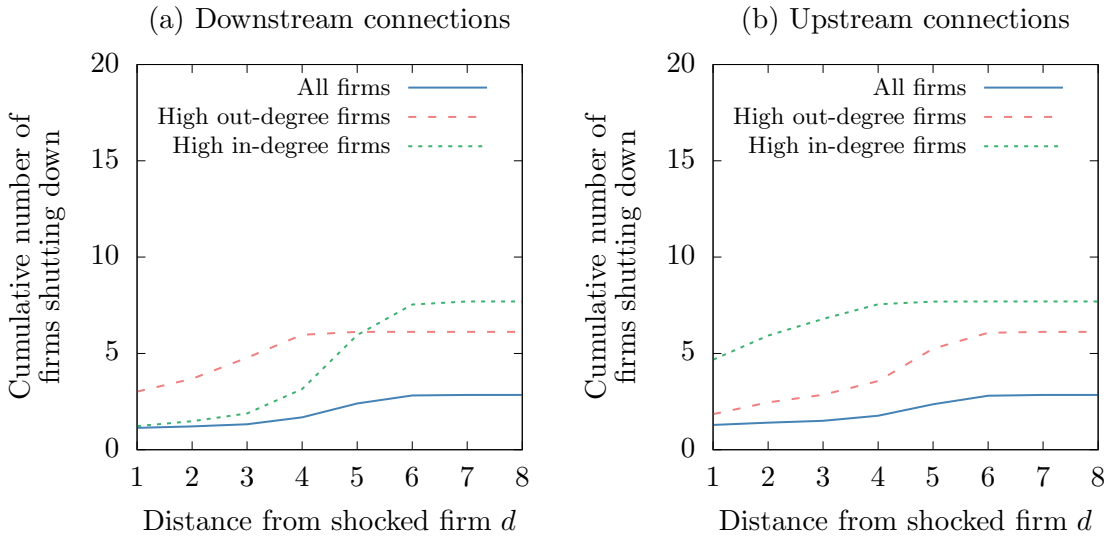 (a) Downstream connections
20
15
10
5
0
1 2 3 4 5 6 7 8
Cumulative number of
firms shutting down
Distance from shocked firm d
All firms
High out-degree firms
High in-degree firms
(b) Upstream connections
20
15
10
5
0
1 2 3 4 5 6 7 8
Cumulative number of
firms shutting down
Distance from shocked firm d
All firms
High out-degree firms
High in-degree firms